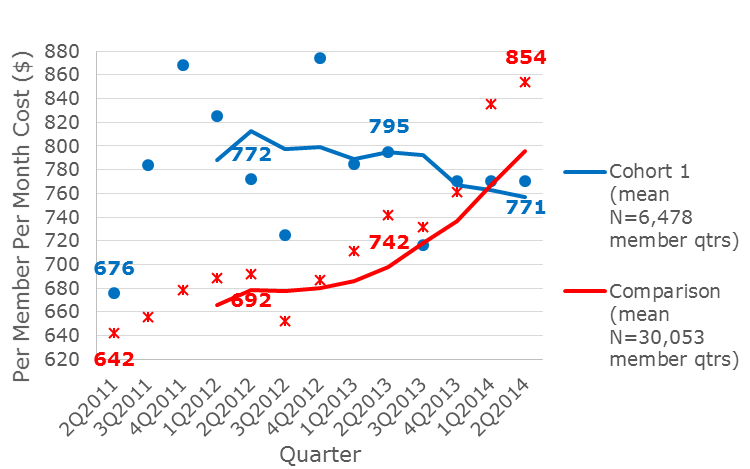 Per Member Per Month Cost ($)
880
860
840
820
800
780
760
740
720
700
680
660
640
620
676
642
772
692
795
742
854
771
2Q2011
3Q2011
4Q2011
1Q2012
2Q2012
3Q2012
4Q2012
1Q2013
2Q2013
3Q2013
4Q2013
1Q2014
2Q2014
Quarter
Cohort 1
(mean
N=6,478
member qtrs)
Comparison
(mean
N=30,053
member qtrs)